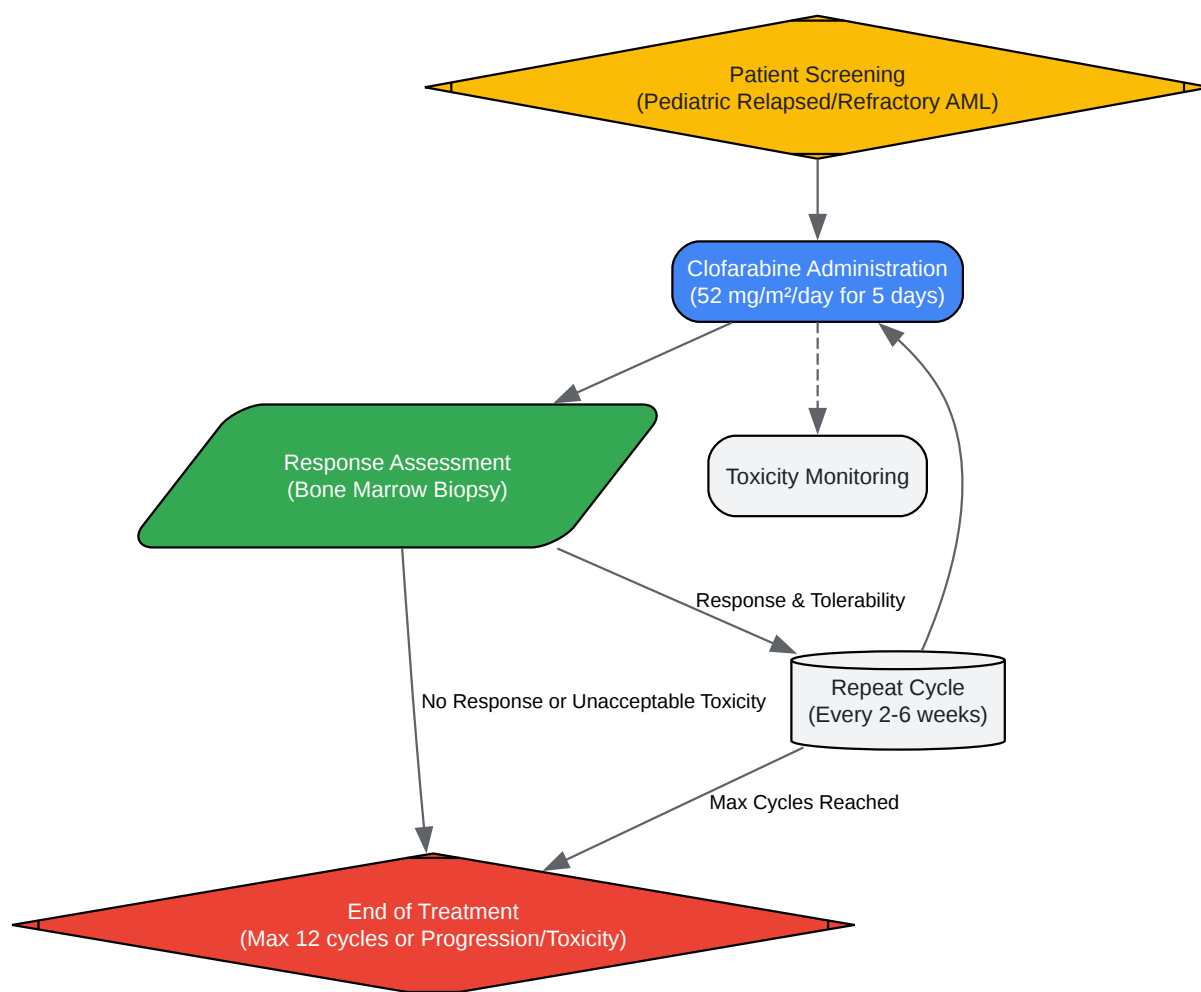 Patient Screening
(Pediatric Relapsed/Refractory AML)
Clofarabine Administration
(52 mg/m²/day for 5 days)
Response Assessment
(Bone Marrow Biopsy)
Toxicity Monitoring
Response & Tolerability
Repeat Cycle
(Every 2-6 weeks)
No Response or Unacceptable Toxicity
Max Cycles Reached
End of Treatment
(Max 12 cycles or Progression/Toxicity)